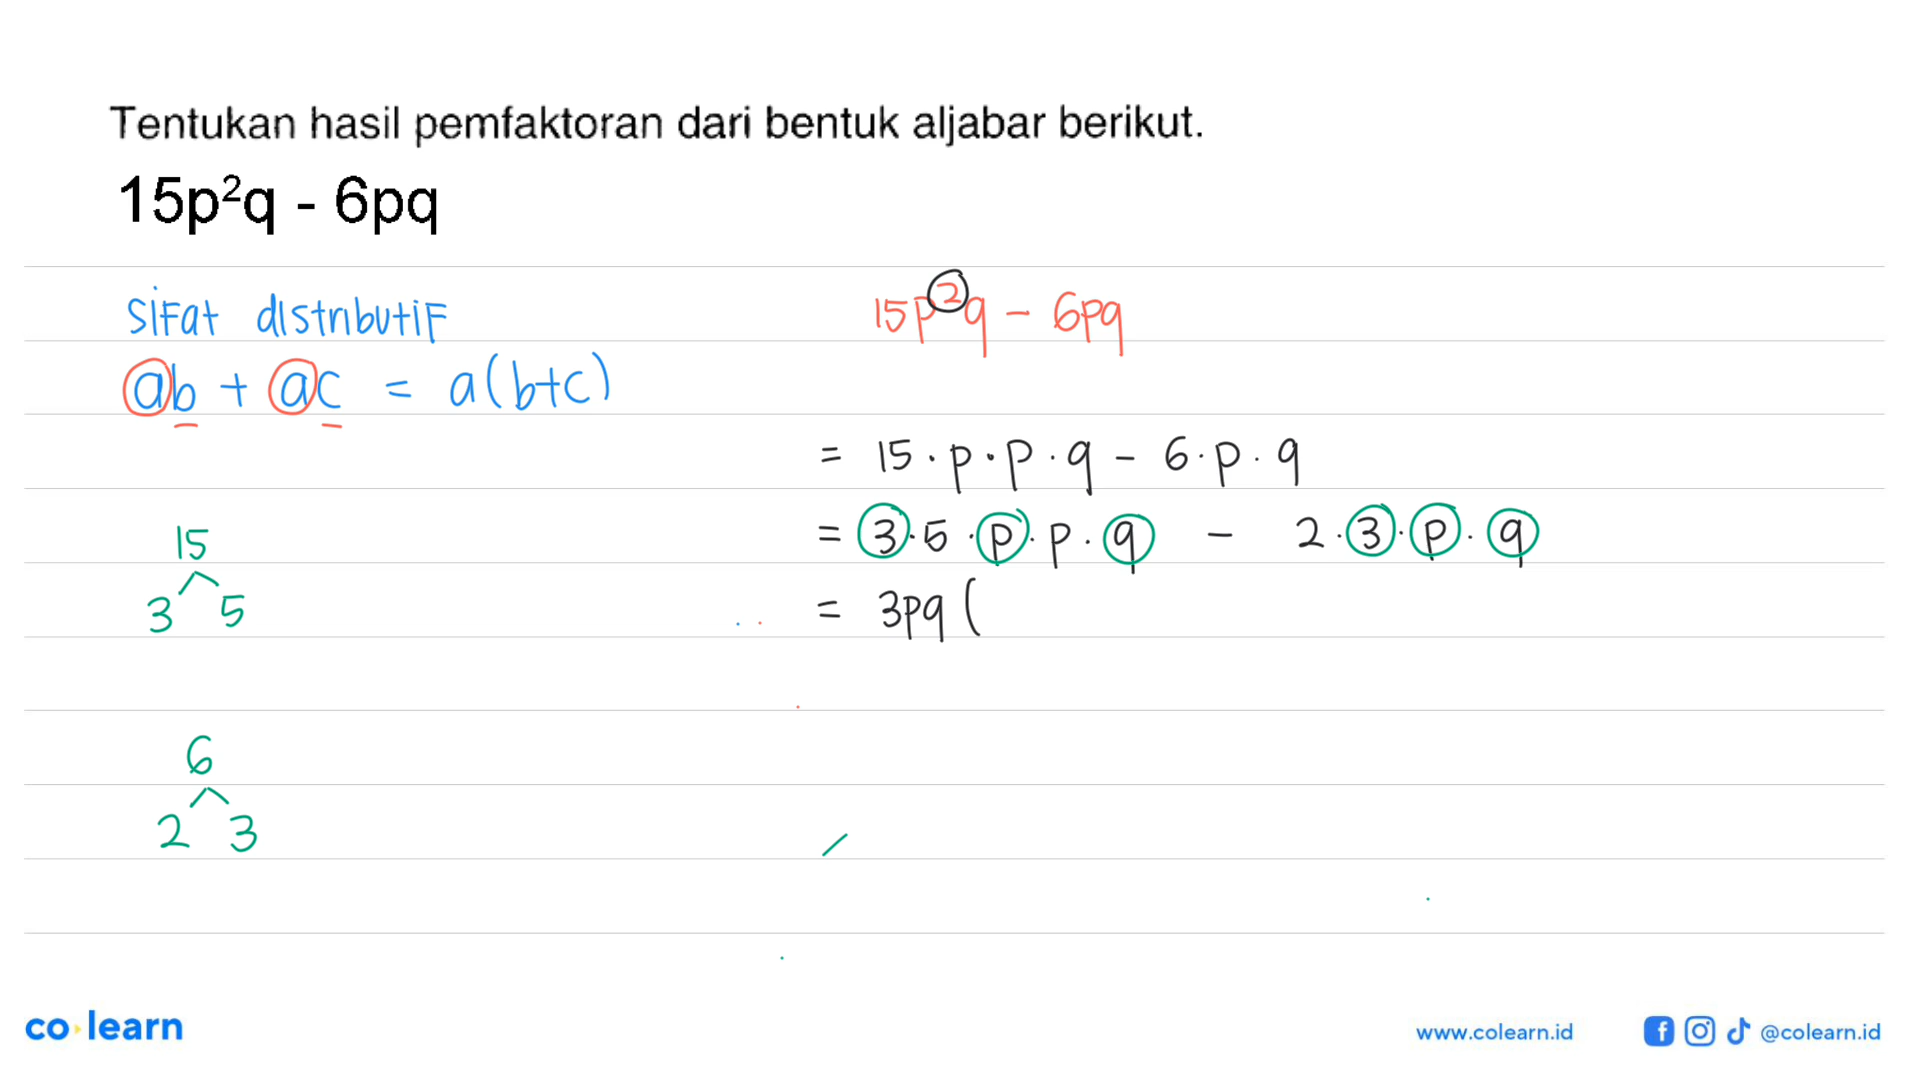 Tentukan hasil pemfaktoran dari bentuk aljabar berikut.
15p²q - 6pq
Sifat distributif
ab + ac = a(b+c)
15
3 5
6
2 3
15p²q - 6pq
= 15 · p · p · q - 6 · p · q
= 3 · 5 · p · p · q - 2 · 3 · p · q
= 3pq (
co learn
www.colearn.id
@colearn.id